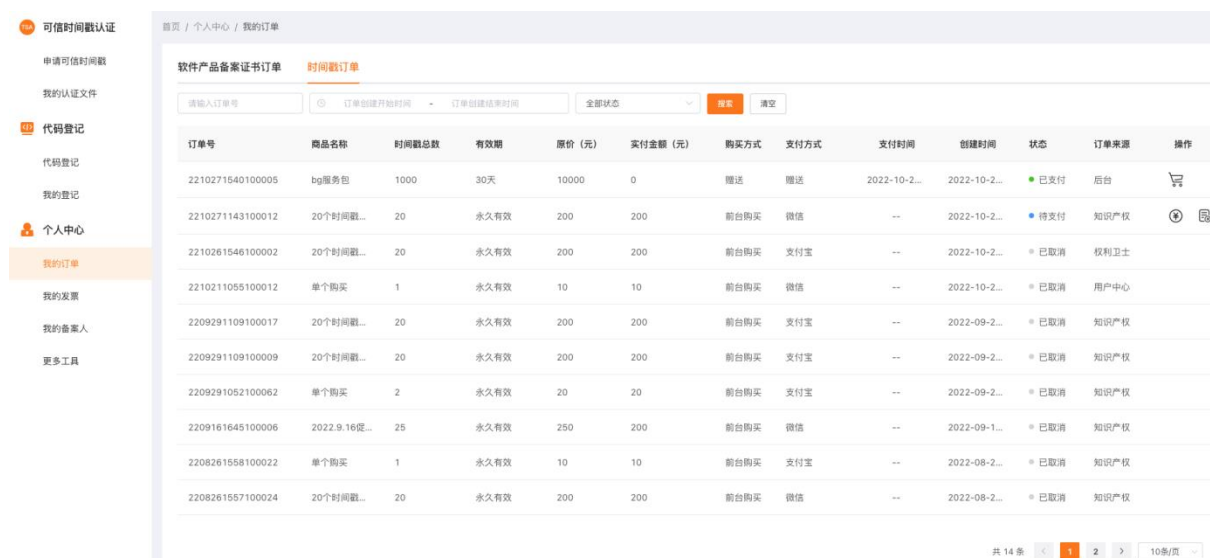 TSA 可信时间戳认证
首页 / 个人中心 / 我的订单
申请可信时间戳
我的认证文件
代码登记
代码登记
我的登记
个人中心
我的订单
我的发票
我的备案人
更多工具
软件产品备案证书订单 时间戳订单
请输入订单号 订单创建开始时间 - 订单创建结束时间 全部状态 搜索 清空
订单号 商品名称 时间戳总数 有效期 原价（元） 实付金额（元） 购买方式 支付方式 支付时间 创建时间 状态 订单来源 操作
2210271540100005 bg服务包 1000 30天 10000 0 赠送 赠送 2022-10-2... 2022-10-2... 已支付 后台
2210271143100012 20个时间戳... 20 永久有效 200 200 前台购买 微信 -- 2022-10-2... 待支付 知识产权
2210261546100002 20个时间戳... 20 永久有效 200 200 前台购买 支付宝 -- 2022-10-2... 已取消 权利卫士
2210211055100012 单个购买 1 永久有效 10 10 前台购买 微信 -- 2022-10-2... 已取消 用户中心
2209291109100017 20个时间戳... 20 永久有效 200 200 前台购买 支付宝 -- 2022-09-2... 已取消 知识产权
2209291109100009 20个时间戳... 20 永久有效 200 200 前台购买 支付宝 -- 2022-09-2... 已取消 知识产权
2209291052100062 单个购买 2 永久有效 20 20 前台购买 支付宝 -- 2022-09-2... 已取消 知识产权
2209161645100006 2022.9.16促... 25 永久有效 250 200 前台购买 微信 -- 2022-09-1... 已取消 知识产权
2208261558100022 单个购买 1 永久有效 10 10 前台购买 支付宝 -- 2022-08-2... 已取消 知识产权
2208261557100024 20个时间戳... 20 永久有效 200 200 前台购买 微信 -- 2022-08-2... 已取消 知识产权
共 14 条 < 1 2 > 10条/页